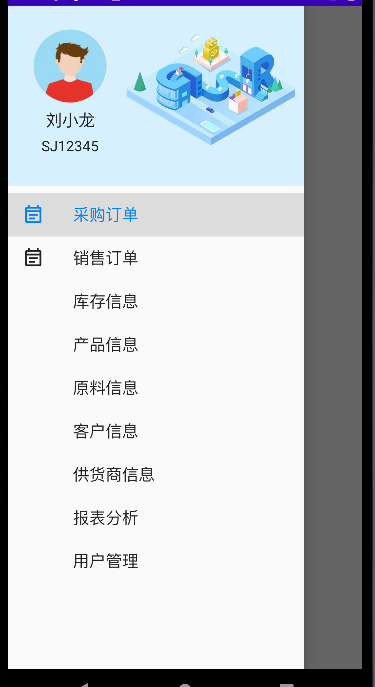 刘小龙
SJ12345
采购订单
销售订单
库存信息
产品信息
原料信息
客户信息
供货商信息
报表分析
用户管理